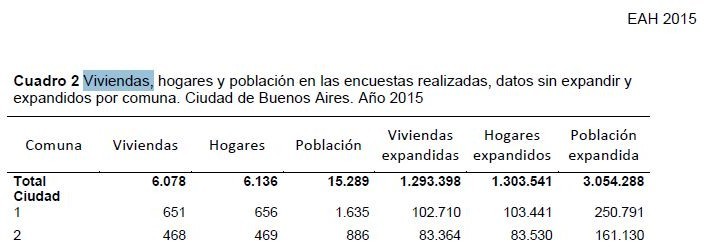 EAH 2015
Cuadro 2 Viviendas, hogares y población en las encuestas realizadas, datos sin expandir y
expandidos por comuna. Ciudad de Buenos Aires. Año 2015
Comuna Viviendas Hogares Población Viviendas expandidas Hogares expandidos Población expandida
Total Ciudad 6.078 6.136 15.289 1.293.398 1.303.541 3.054.288
1 651 656 1.635 102.710 103.441 250.791
2 468 469 886 83.364 83.530 161.130